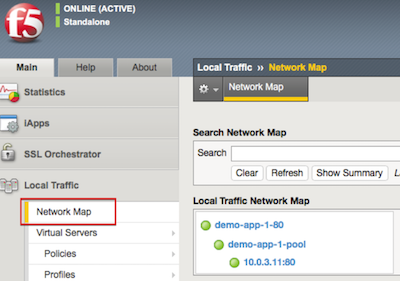 f5
ONLINE (ACTIVE)
Standalone
Main
Help
About
Statistics
iApps
SSL Orchestrator
Local Traffic
Network Map
Virtual Servers
Policies
Profiles
Local Traffic » Network Map
Network Map
Search Network Map
Search
Clear
Refresh
Show Summary
Local Traffic Network Map
demo-app-1-80
demo-app-1-pool
10.0.3.11:80